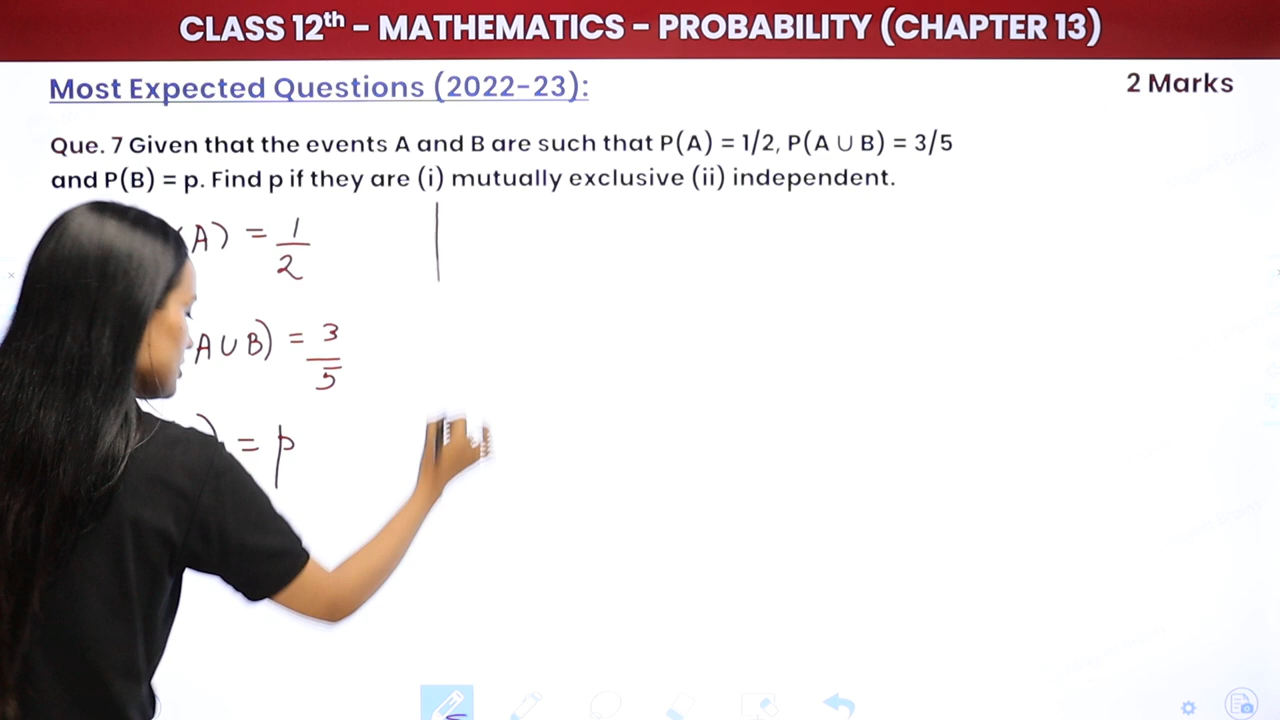 CLASS 12th – MATHEMATICS – PROBABILITY (CHAPTER 13)
Most Expected Questions (2022-23):
2 Marks
Que. 7 Given that the events A and B are such that P(A) = 1/2, P(A ∪ B) = 3/5
and P(B) = p. Find p if they are (i) mutually exclusive (ii) independent.
(A) = 1/2
A ∪ B) = 3/5
) = p